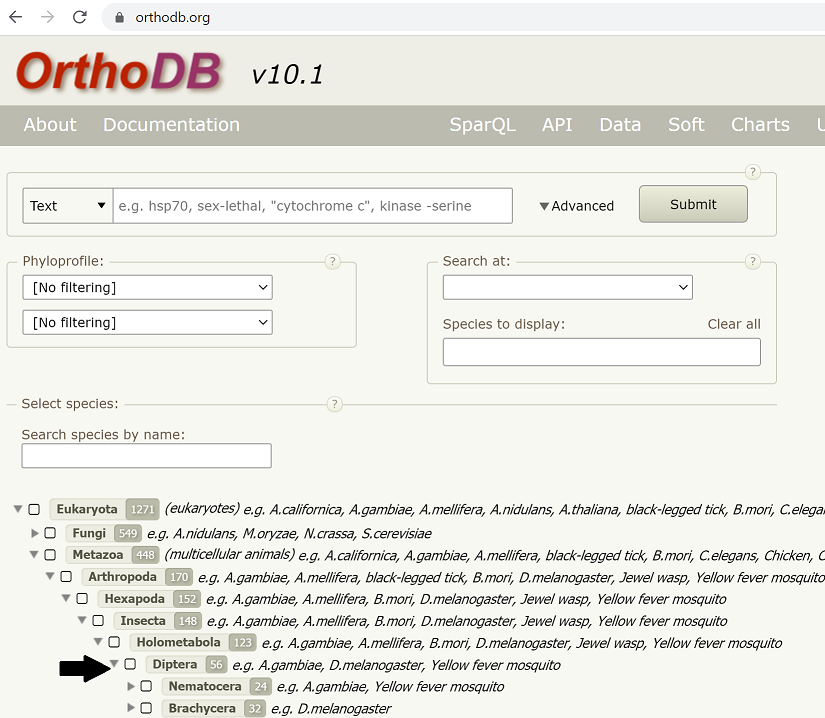 orthodb.org
OrthoDB v10.1
About Documentation SparQL API Data Soft Charts
?
Text e.g. hsp70, sex-lethal, "cytochrome c", kinase -serine Advanced Submit
Phyloprofile: ? Search at: ?
[No filtering]
[No filtering] Species to display: Clear all
Select species: ?
Search species by name:
Eukaryota 1271 (eukaryotes) e.g. A.californica, A.gambiae, A.mellifera, A.nidulans, A.thaliana, black-legged tick, B.mori, C.elegan
Fungi 549 e.g. A.nidulans, M.oryzae, N.crassa, S.cerevisiae
Metazoa 448 (multicellular animals) e.g. A.californica, A.gambiae, A.mellifera, black-legged tick, B.mori, C.elegans, Chicken, C
Arthropoda 170 e.g. A.gambiae, A.mellifera, black-legged tick, B.mori, D.melanogaster, Jewel wasp, Yellow fever mosquito
Hexapoda 152 e.g. A.gambiae, A.mellifera, B.mori, D.melanogaster, Jewel wasp, Yellow fever mosquito
Insecta 148 e.g. A.gambiae, A.mellifera, B.mori, D.melanogaster, Jewel wasp, Yellow fever mosquito
Holometabola 123 e.g. A.gambiae, A.mellifera, B.mori, D.melanogaster, Jewel wasp, Yellow fever mosquito
Diptera 56 e.g. A.gambiae, D.melanogaster, Yellow fever mosquito
Nematocera 24 e.g. A.gambiae, Yellow fever mosquito
Brachycera 32 e.g. D.melanogaster